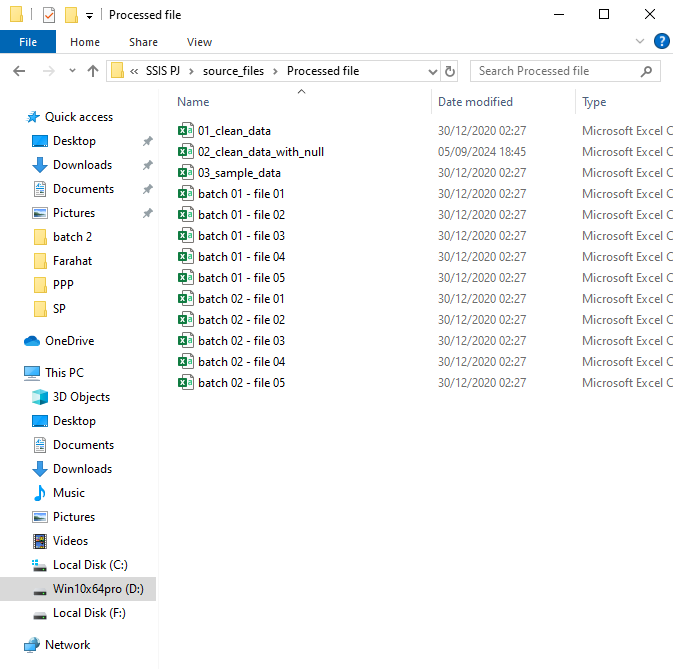 Processed file
File Home Share View
« SSIS PJ > source_files > Processed file
Search Processed file
Name Date modified Type
Quick access
Desktop
Downloads
Documents
Pictures
batch 2
Farahat
PPP
SP
OneDrive
This PC
3D Objects
Desktop
Documents
Downloads
Music
Pictures
Videos
Local Disk (C:)
Win10x64pro (D:)
Local Disk (F:)
Network
01_clean_data 30/12/2020 02:27 Microsoft Excel C
02_clean_data_with_null 05/09/2024 18:45 Microsoft Excel C
03_sample_data 30/12/2020 02:27 Microsoft Excel C
batch 01 - file 01 30/12/2020 02:27 Microsoft Excel C
batch 01 - file 02 30/12/2020 02:27 Microsoft Excel C
batch 01 - file 03 30/12/2020 02:27 Microsoft Excel C
batch 01 - file 04 30/12/2020 02:27 Microsoft Excel C
batch 01 - file 05 30/12/2020 02:27 Microsoft Excel C
batch 02 - file 01 30/12/2020 02:27 Microsoft Excel C
batch 02 - file 02 30/12/2020 02:27 Microsoft Excel C
batch 02 - file 03 30/12/2020 02:27 Microsoft Excel C
batch 02 - file 04 30/12/2020 02:27 Microsoft Excel C
batch 02 - file 05 30/12/2020 02:27 Microsoft Excel C